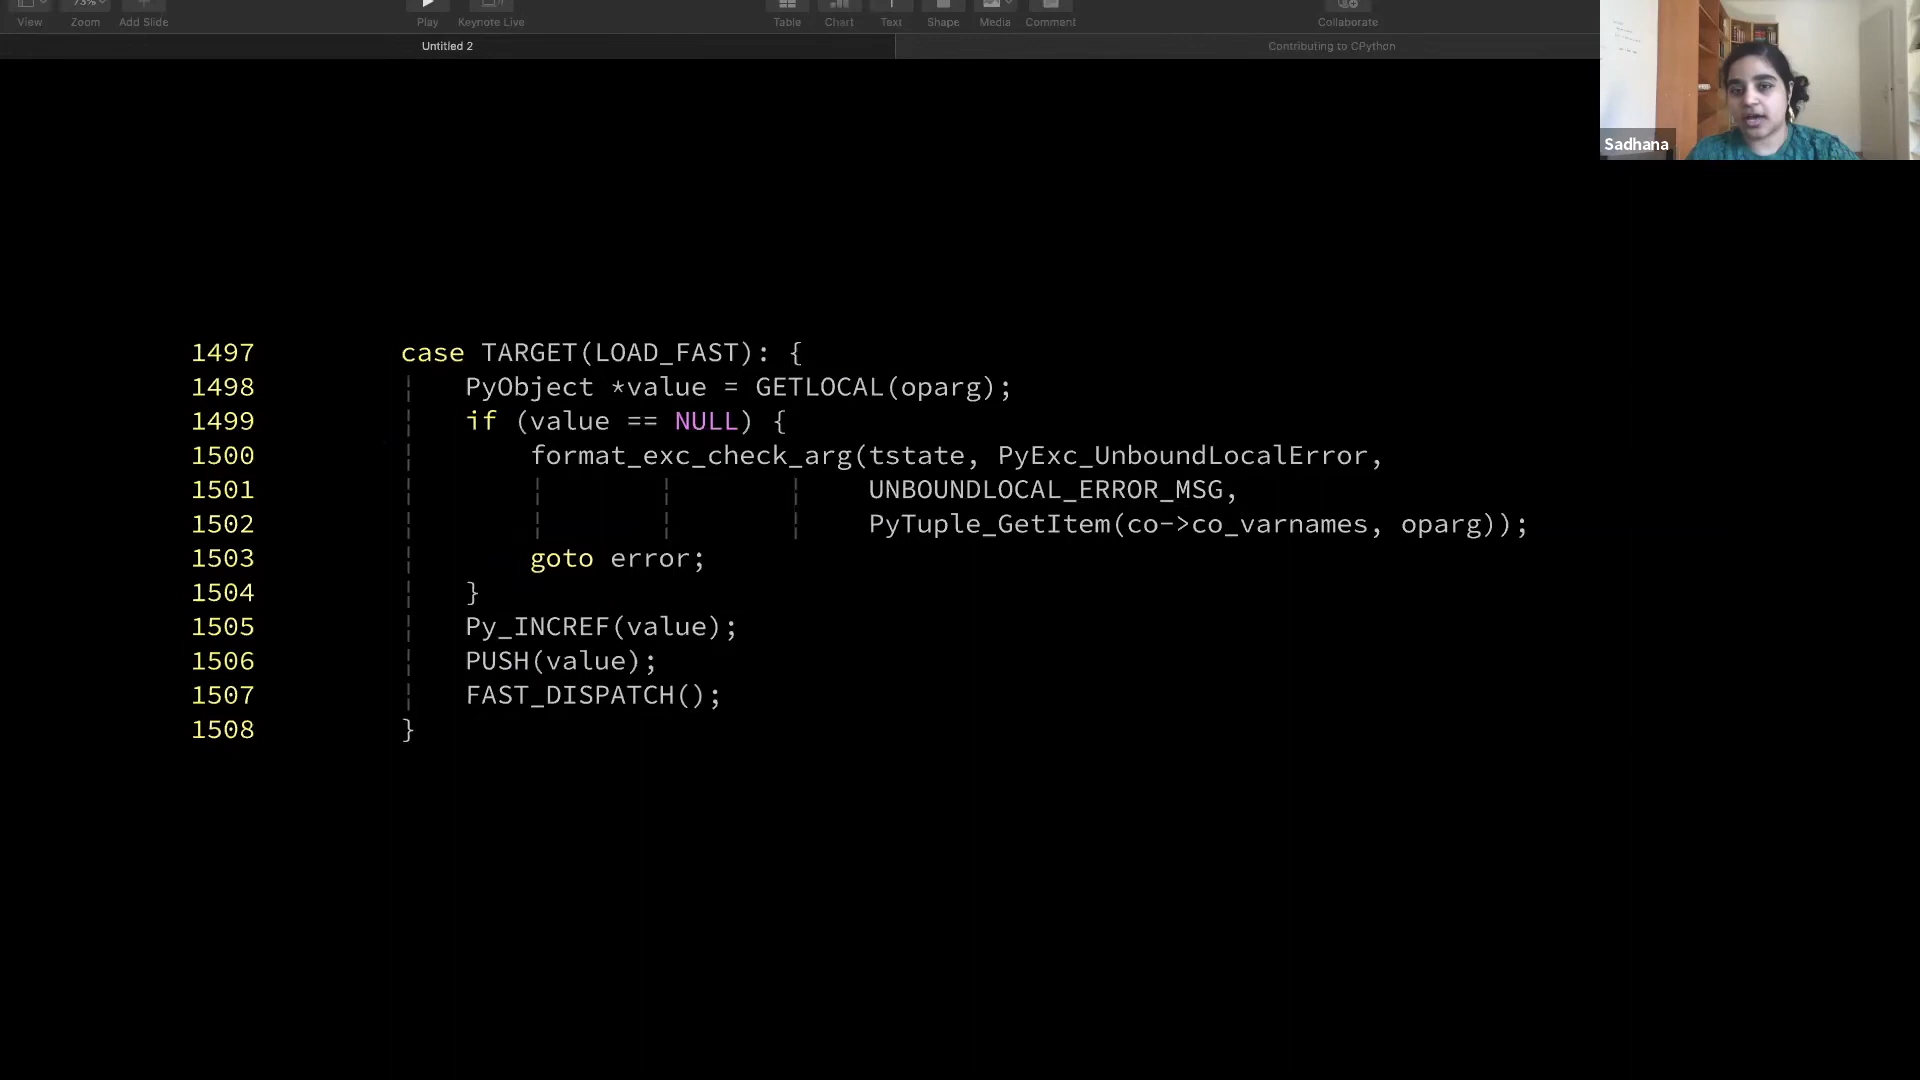 73%
View Zoom Add Slide Play Keynote Live Table Chart Text Shape Media Comment Collaborate
Untitled 2 Contributing to CPython
Sadhana
1497 case TARGET(LOAD_FAST): {
1498 PyObject *value = GETLOCAL(oparg);
1499 if (value == NULL) {
1500 format_exc_check_arg(tstate, PyExc_UnboundLocalError,
1501 UNBOUNDLOCAL_ERROR_MSG,
1502 PyTuple_GetItem(co->co_varnames, oparg));
1503 goto error;
1504 }
1505 Py_INCREF(value);
1506 PUSH(value);
1507 FAST_DISPATCH();
1508 }